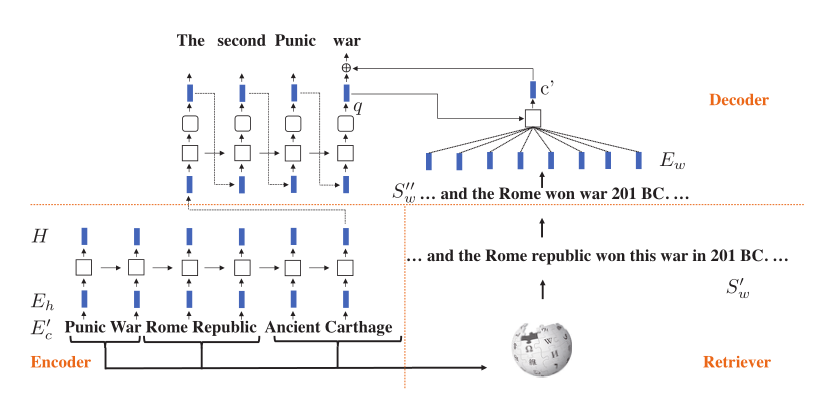 The second Punic war
c'
q
Decoder
E_w
S''_w ... and the Rome won war 201 BC. ...
H
... and the Rome republic won this war in 201 BC. ...
S'_w
E_h
E'_c Punic War Rome Republic Ancient Carthage
Encoder
Retriever